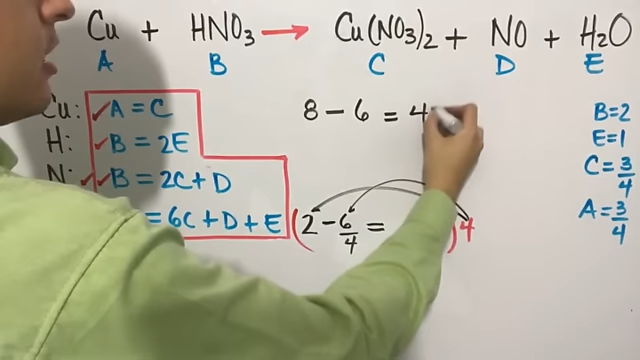 Cu + HNO₃ → Cu(NO₃)₂ + NO + H₂O
A B C D E
Cu: ✓A = C
H: ✓B = 2E
N: ✓✓B = 2C + D
= 6C + D + E
8 − 6 = 4
(2 − 6/4 = )4
B=2
E=1
C=3/4
A=3/4